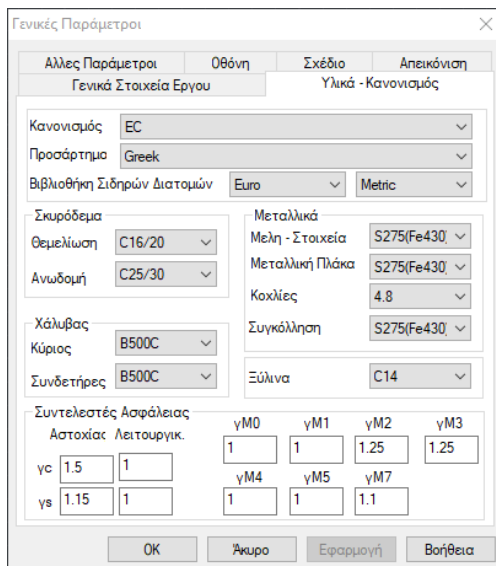 Γενικές Παράμετροι
Αλλες Παράμετροι Οθόνη Σχέδιο Απεικόνιση
Γενικά Στοιχεία Εργου Υλικά - Κανονισμός
Κανονισμός EC
Προσάρτημα Greek
Βιβλιοθήκη Σιδηρών Διατομών Euro Metric
Σκυρόδεμα
Θεμελίωση C16/20
Ανωδομή C25/30
Μεταλλικά
Μελη - Στοιχεία S275(Fe430)
Μεταλλική Πλάκα S275(Fe430)
Κοχλίες 4.8
Συγκόλληση S275(Fe430)
Χάλυβας
Κύριος B500C
Συνδετήρες B500C
Ξύλινα C14
Συντελεστές Ασφάλειας
Αστοχίας Λειτουργικ.
γc 1.5 1
γs 1.15 1
γM0 γM1 γM2 γM3
1 1 1.25 1.25
γM4 γM5 γM7
1 1 1.1
OK Άκυρο Εφαρμογή Βοήθεια